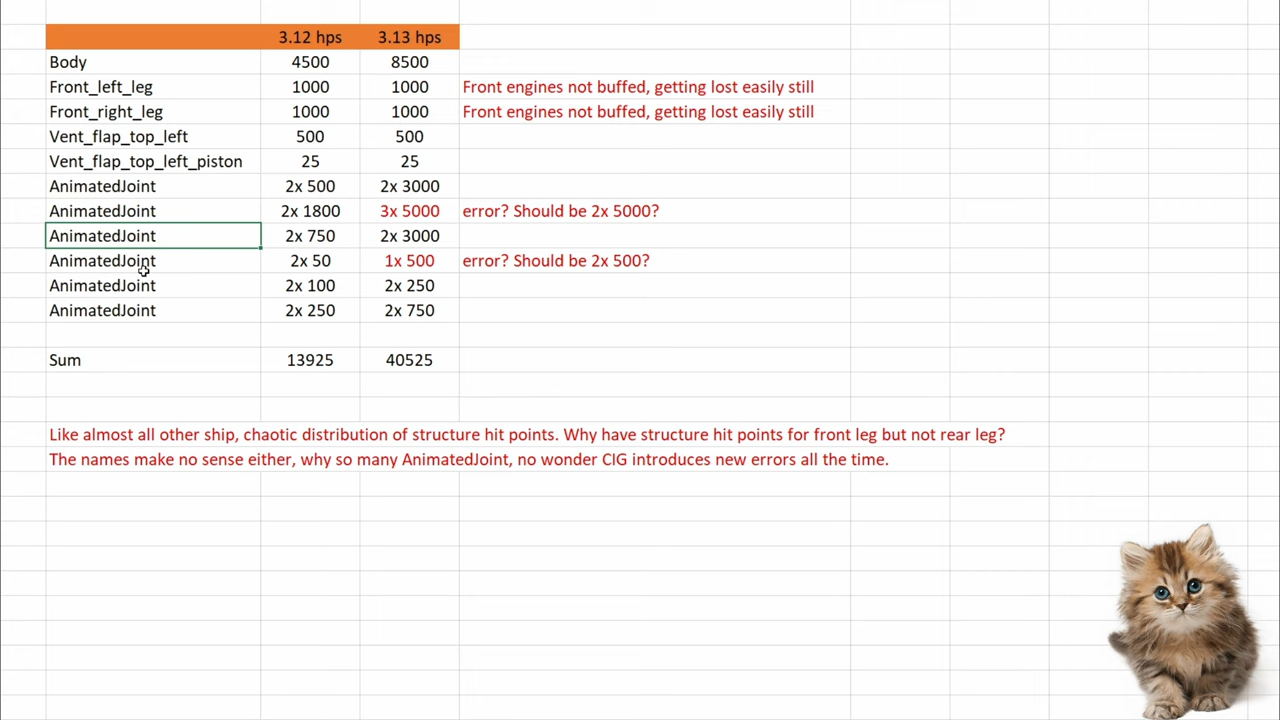 3.12 hps 3.13 hps
Body 4500 8500
Front_left_leg 1000 1000 Front engines not buffed, getting lost easily still
Front_right_leg 1000 1000 Front engines not buffed, getting lost easily still
Vent_flap_top_left 500 500
Vent_flap_top_left_piston 25 25
AnimatedJoint 2x 500 2x 3000
AnimatedJoint 2x 1800 3x 5000 error? Should be 2x 5000?
AnimatedJoint 2x 750 2x 3000
AnimatedJoint 2x 50 1x 500 error? Should be 2x 500?
AnimatedJoint 2x 100 2x 250
AnimatedJoint 2x 250 2x 750
Sum 13925 40525
Like almost all other ship, chaotic distribution of structure hit points. Why have structure hit points for front leg but not rear leg?
The names make no sense either, why so many AnimatedJoint, no wonder CIG introduces new errors all the time.